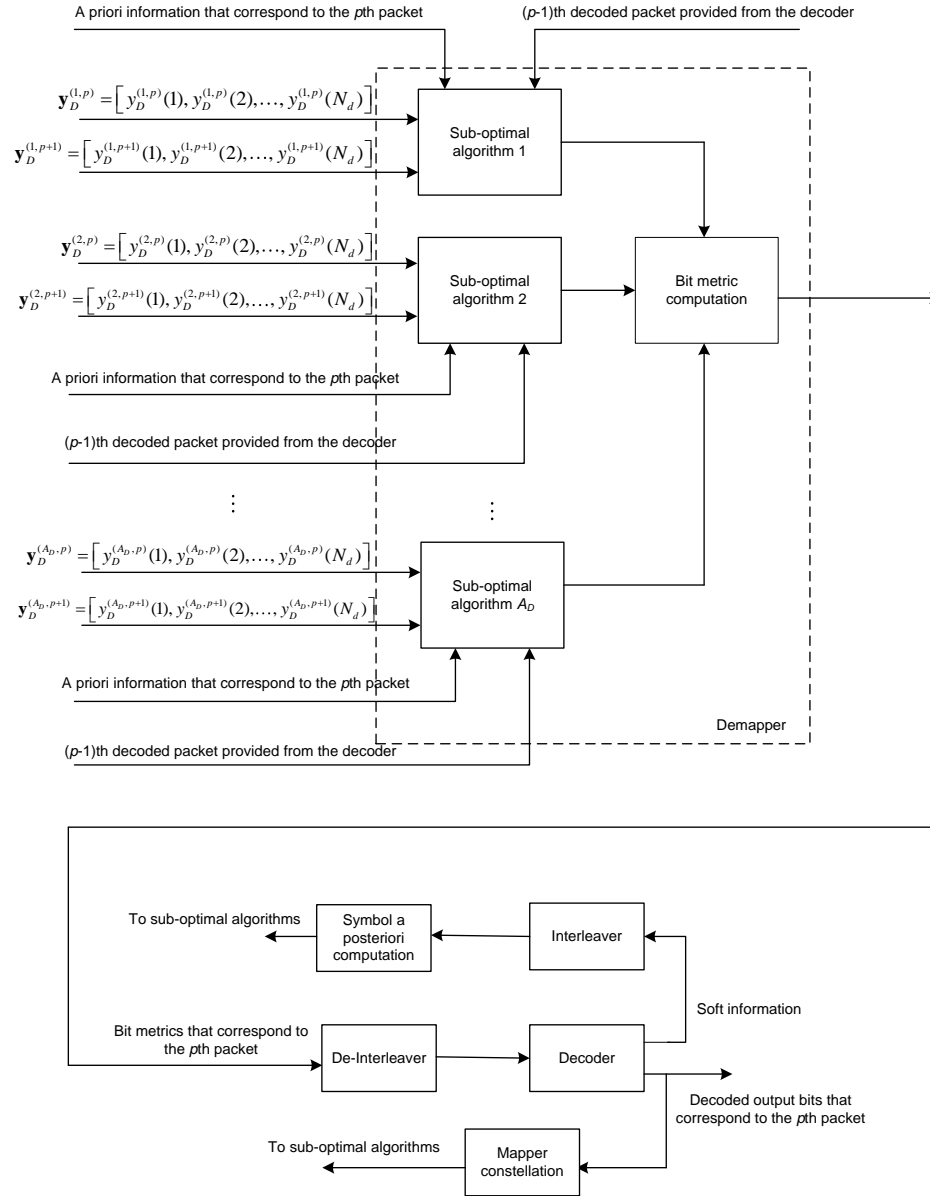 A priori information that correspond to the pth packet
(p-1)th decoded packet provided from the decoder
y_D^{(1,p)} = [ y_D^{(1,p)}(1), y_D^{(1,p)}(2),..., y_D^{(1,p)}(N_d) ]
y_D^{(1,p+1)} = [ y_D^{(1,p+1)}(1), y_D^{(1,p+1)}(2),..., y_D^{(1,p+1)}(N_d) ]
Sub-optimal
algorithm 1
y_D^{(2,p)} = [ y_D^{(2,p)}(1), y_D^{(2,p)}(2),..., y_D^{(2,p)}(N_d) ]
y_D^{(2,p+1)} = [ y_D^{(2,p+1)}(1), y_D^{(2,p+1)}(2),..., y_D^{(2,p+1)}(N_d) ]
Sub-optimal
algorithm 2
Bit metric
computation
A priori information that correspond to the pth packet
(p-1)th decoded packet provided from the decoder
⋮
⋮
y_D^{(A_D,p)} = [ y_D^{(A_D,p)}(1), y_D^{(A_D,p)}(2),..., y_D^{(A_D,p)}(N_d) ]
y_D^{(A_D,p+1)} = [ y_D^{(A_D,p+1)}(1), y_D^{(A_D,p+1)}(2),..., y_D^{(A_D,p+1)}(N_d) ]
Sub-optimal
algorithm A_D
A priori information that correspond to the pth packet
Demapper
(p-1)th decoded packet provided from the decoder
To sub-optimal algorithms
Symbol a
posteriori
computation
Interleaver
Soft information
Bit metrics that correspond to
the pth packet
De-Interleaver
Decoder
Decoded output bits that
correspond to the pth packet
To sub-optimal algorithms
Mapper
constellation